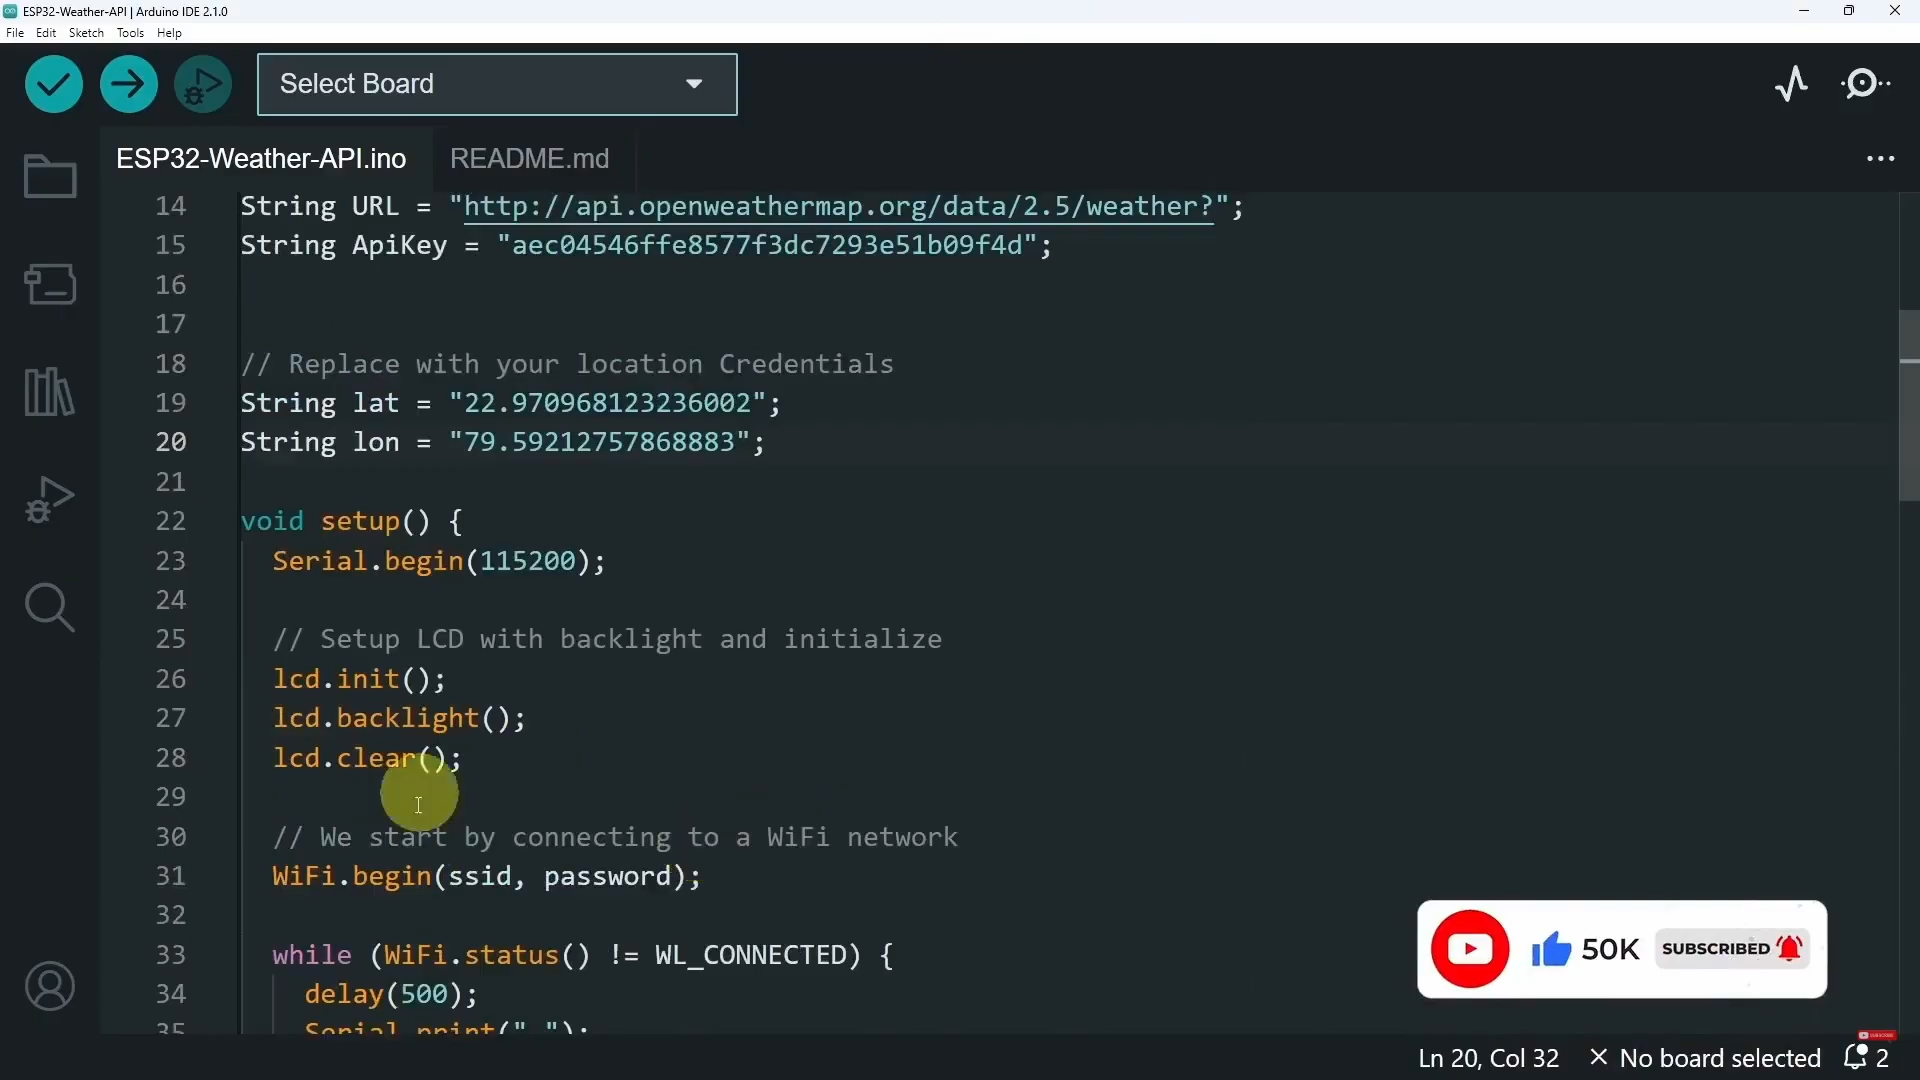 ESP32-Weather-API | Arduino IDE 2.1.0
File Edit Sketch Tools Help
Select Board
ESP32-Weather-API.ino README.md
14 String URL = "http://api.openweathermap.org/data/2.5/weather?";
15 String ApiKey = "aec04546ffe8577f3dc7293e51b09f4d";
16
17
18 // Replace with your location Credentials
19 String lat = "22.970968123236002";
20 String lon = "79.59212757868883";
21
22 void setup() {
23 Serial.begin(115200);
24
25 // Setup LCD with backlight and initialize
26 lcd.init();
27 lcd.backlight();
28 lcd.clear();
29
30 // We start by connecting to a WiFi network
31 WiFi.begin(ssid, password);
32
33 while (WiFi.status() != WL_CONNECTED) {
34 delay(500);
35 Serial.print(".");
50K SUBSCRIBED
Ln 20, Col 32 × No board selected 2